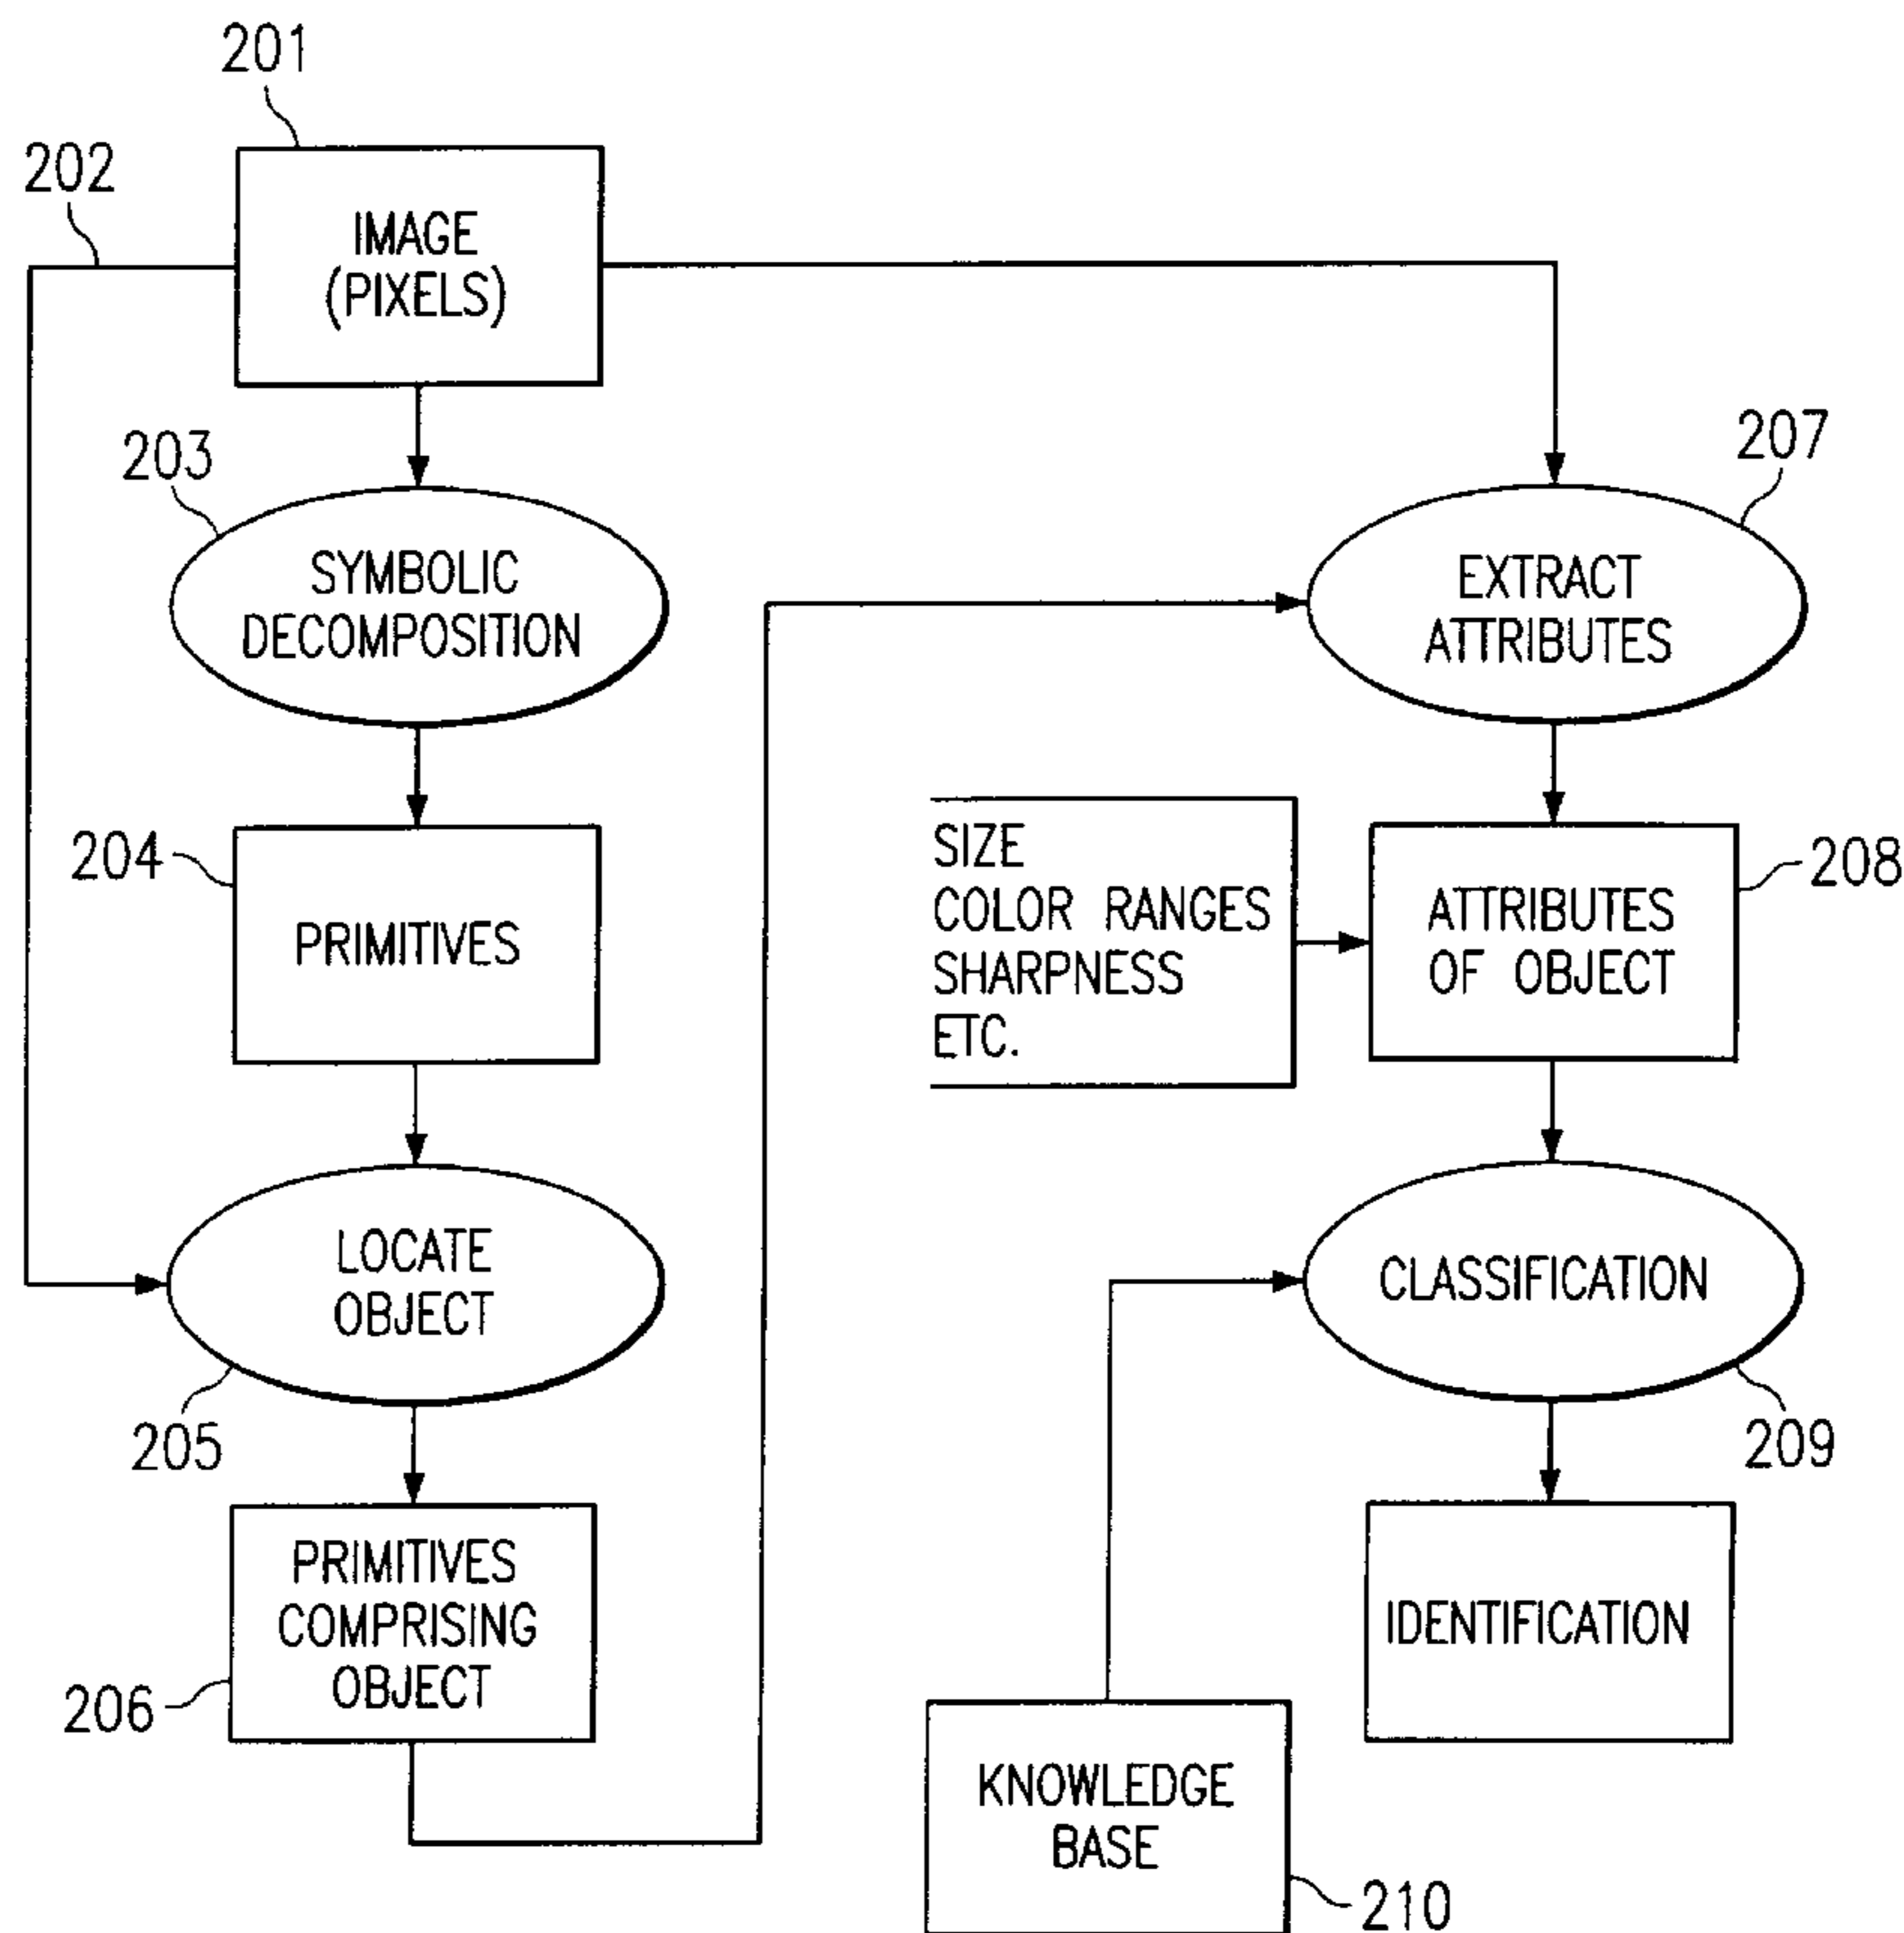 201
202
IMAGE
(PIXELS)
203
SYMBOLIC
DECOMPOSITION
204
PRIMITIVES
LOCATE
OBJECT
205
PRIMITIVES
COMPRISING
OBJECT
206
207
EXTRACT
ATTRIBUTES
SIZE
COLOR RANGES
SHARPNESS
ETC.
208
ATTRIBUTES
OF OBJECT
CLASSIFICATION
209
IDENTIFICATION
KNOWLEDGE
BASE
210